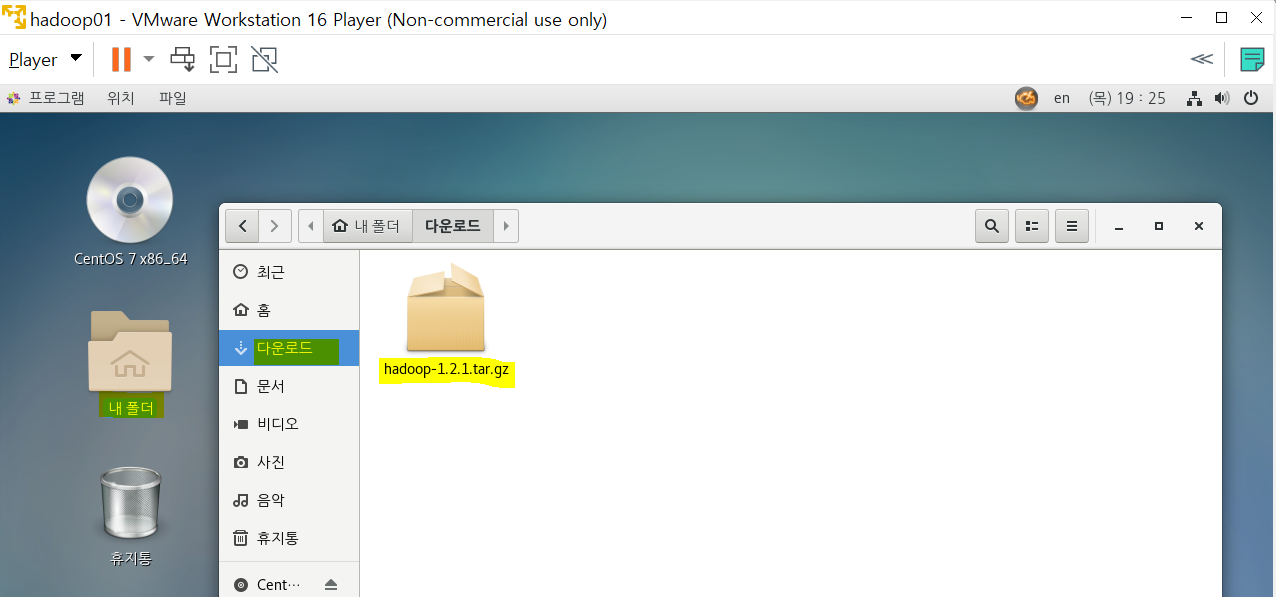 hadoop01 - VMware Workstation 16 Player (Non-commercial use only)
Player
프로그램 위치 파일 en (목) 19 : 25
CentOS 7 x86_64
내 폴더
휴지통
내 폴더 다운로드
최근
홈
다운로드
문서
비디오
사진
음악
휴지통
Cent···
hadoop-1.2.1.tar.gz